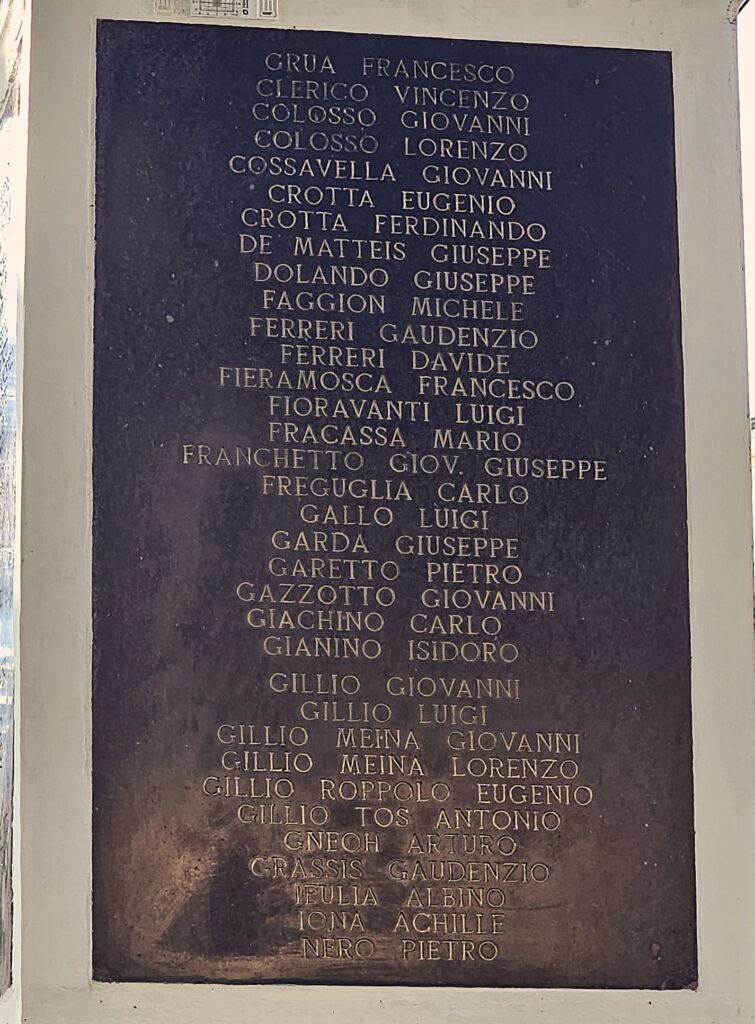 GRUA FRANCESCO
CLERICO VINCENZO
COLOSSO GIOVANNI
COLOSSO LORENZO
COSSAVELLA GIOVANNI
CROTTA EUGENIO
CROTTA FERDINANDO
DE MATTEIS GIUSEPPE
DOLANDO GIUSEPPE
FAGGION MICHELE
FERRERI GAUDENZIO
FERRERI DAVIDE
FIERAMOSCA FRANCESCO
FIORAVANTI LUIGI
FRACASSA MARIO
FRANCHETTO GIOV. GIUSEPPE
FREGUGLIA CARLO
GALLO LUIGI
GARDA GIUSEPPE
GARETTO PIETRO
GAZZOTTO GIOVANNI
GIACHINO CARLO
GIANINO ISIDORO
GILLIO GIOVANNI
GILLIO LUIGI
GILLIO MEINA GIOVANNI
GILLIO MEINA LORENZO
GILLIO ROPPOLO EUGENIO
GILLIO TOS ANTONIO
GNEOH ARTURO
GRASSIS GAUDENZIO
ALBINO
IONA ACHILLE
NERO PIETRO